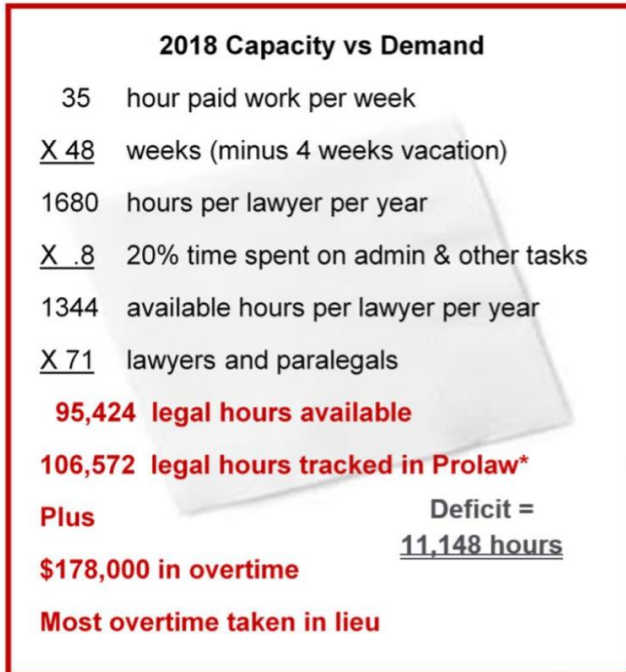 2018 Capacity vs Demand
35 hour paid work per week
X 48 weeks (minus 4 weeks vacation)
1680 hours per lawyer per year
X .8 20% time spent on admin & other tasks
1344 available hours per lawyer per year
X 71 lawyers and paralegals
95,424 legal hours available
106,572 legal hours tracked in Prolaw*
Plus
Deficit =
11,148 hours
$178,000 in overtime
Most overtime taken in lieu